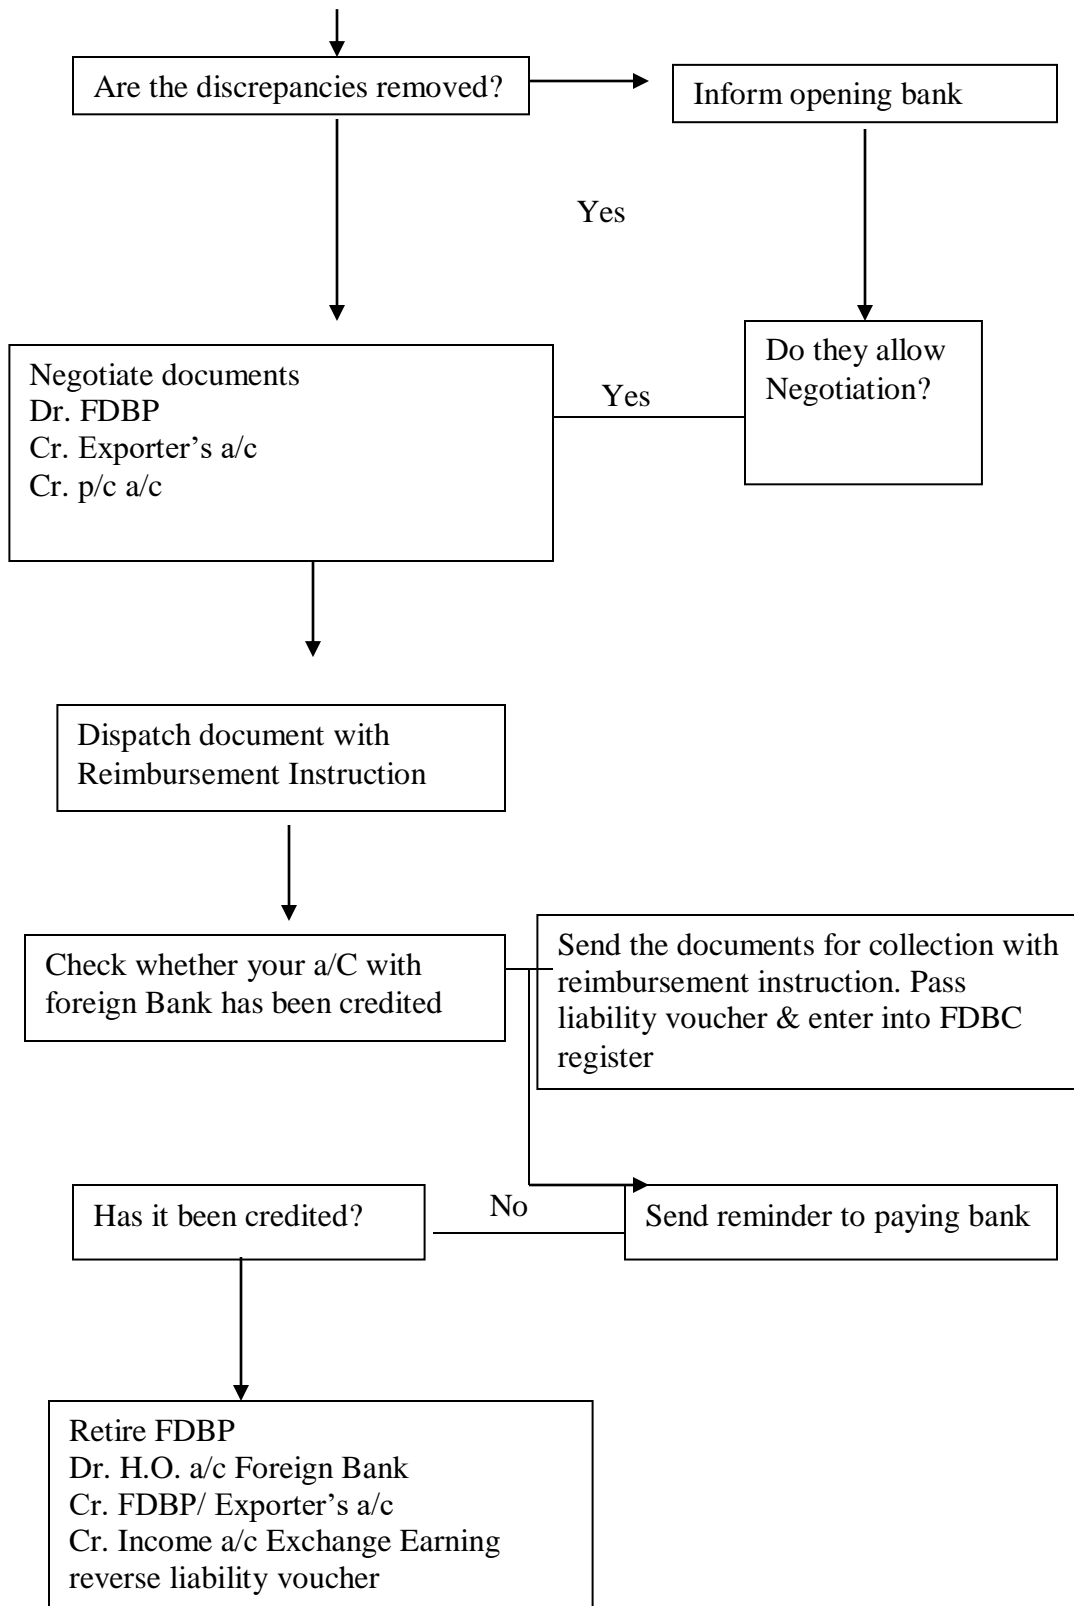 Are the discrepancies removed?
Inform opening bank
Yes
Do they allow
Negotiation?
Yes
Negotiate documents
Dr. FDBP
Cr. Exporter’s a/c
Cr. p/c a/c
Dispatch document with
Reimbursement Instruction
Check whether your a/C with
foreign Bank has been credited
Send the documents for collection with
reimbursement instruction. Pass
liability voucher & enter into FDBC
register
Has it been credited?
No
Send reminder to paying bank
Retire FDBP
Dr. H.O. a/c Foreign Bank
Cr. FDBP/ Exporter’s a/c
Cr. Income a/c Exchange Earning
reverse liability voucher